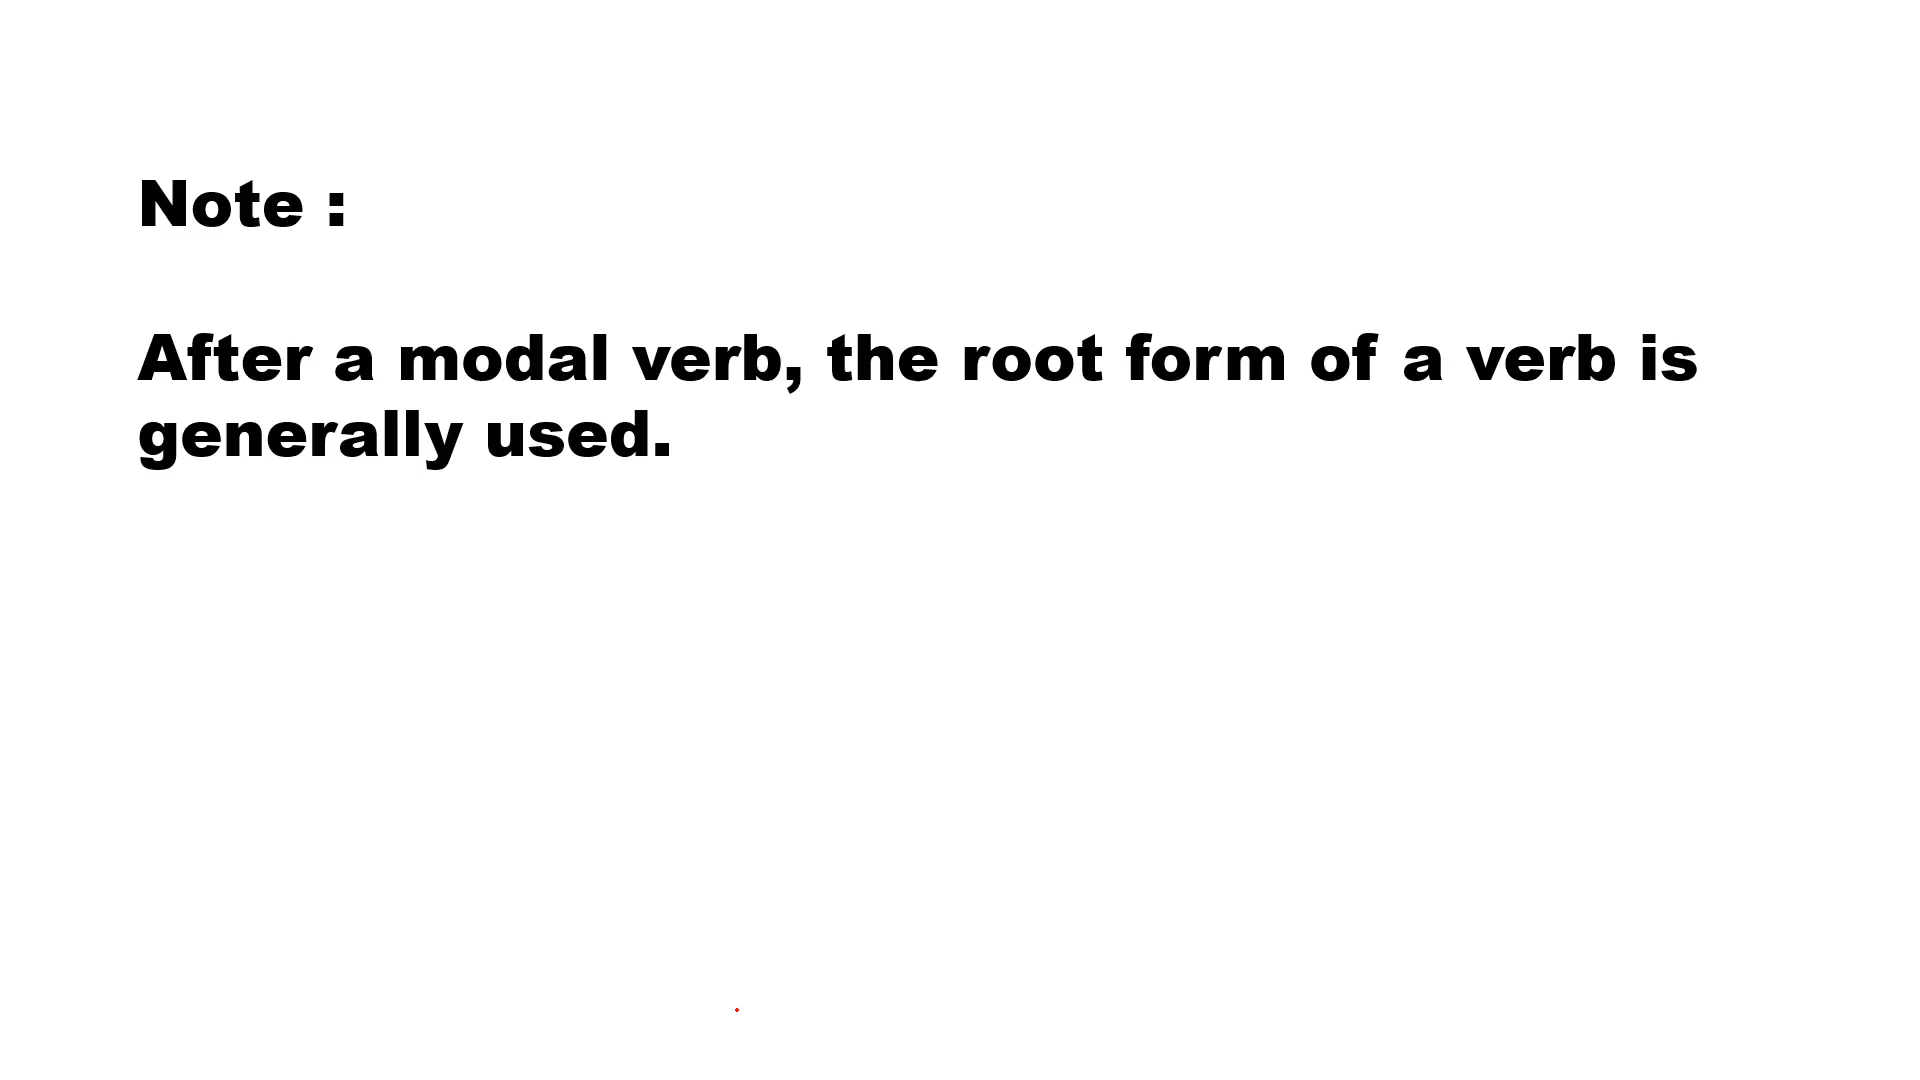 Note :
After a modal verb, the root form of a verb is
generally used.